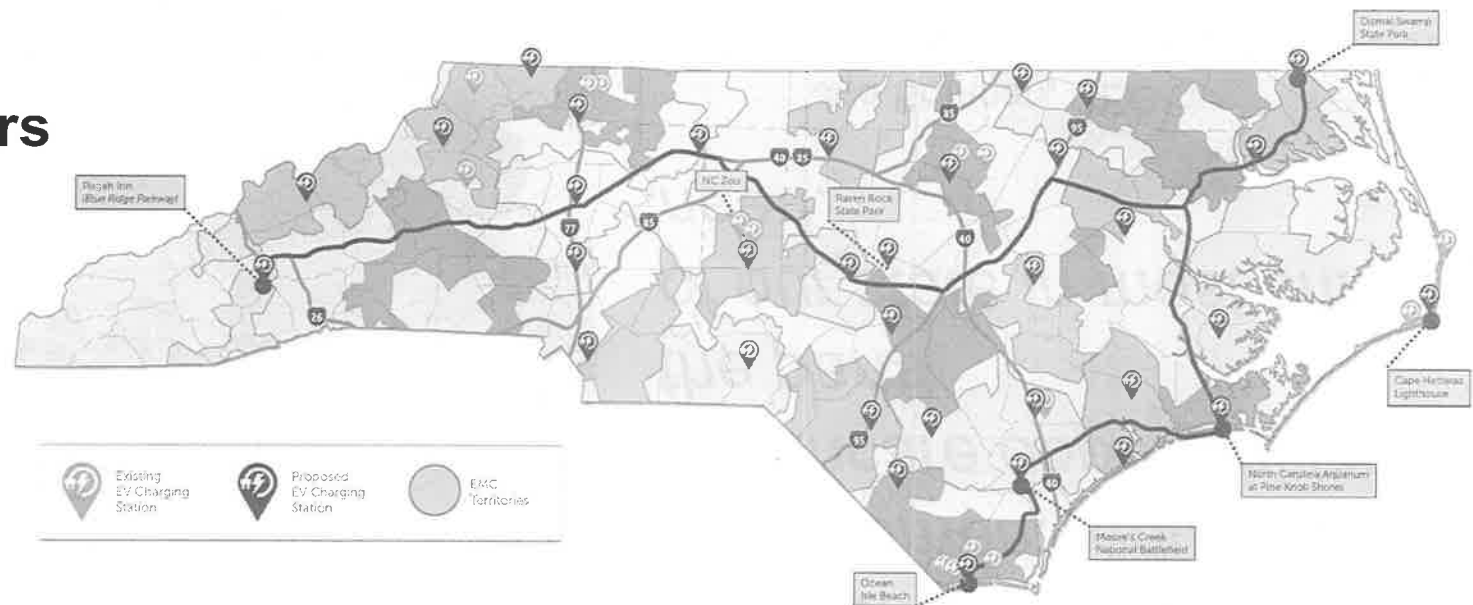 rs
Dismal Swamp
State Park
Pisgah Inn
(Blue Ridge Parkway)
NC Zoo
Raven Rock
State Park
40
85
85
95
77
85
40
26
95
40
Cape Hatteras
Lighthouse
North Carolina Aquarium
at Pine Knoll Shores
Moore's Creek
National Battlefield
Ocean
Isle Beach
Existing
EV Charging
Station
Proposed
EV Charging
Station
EMC
Territories